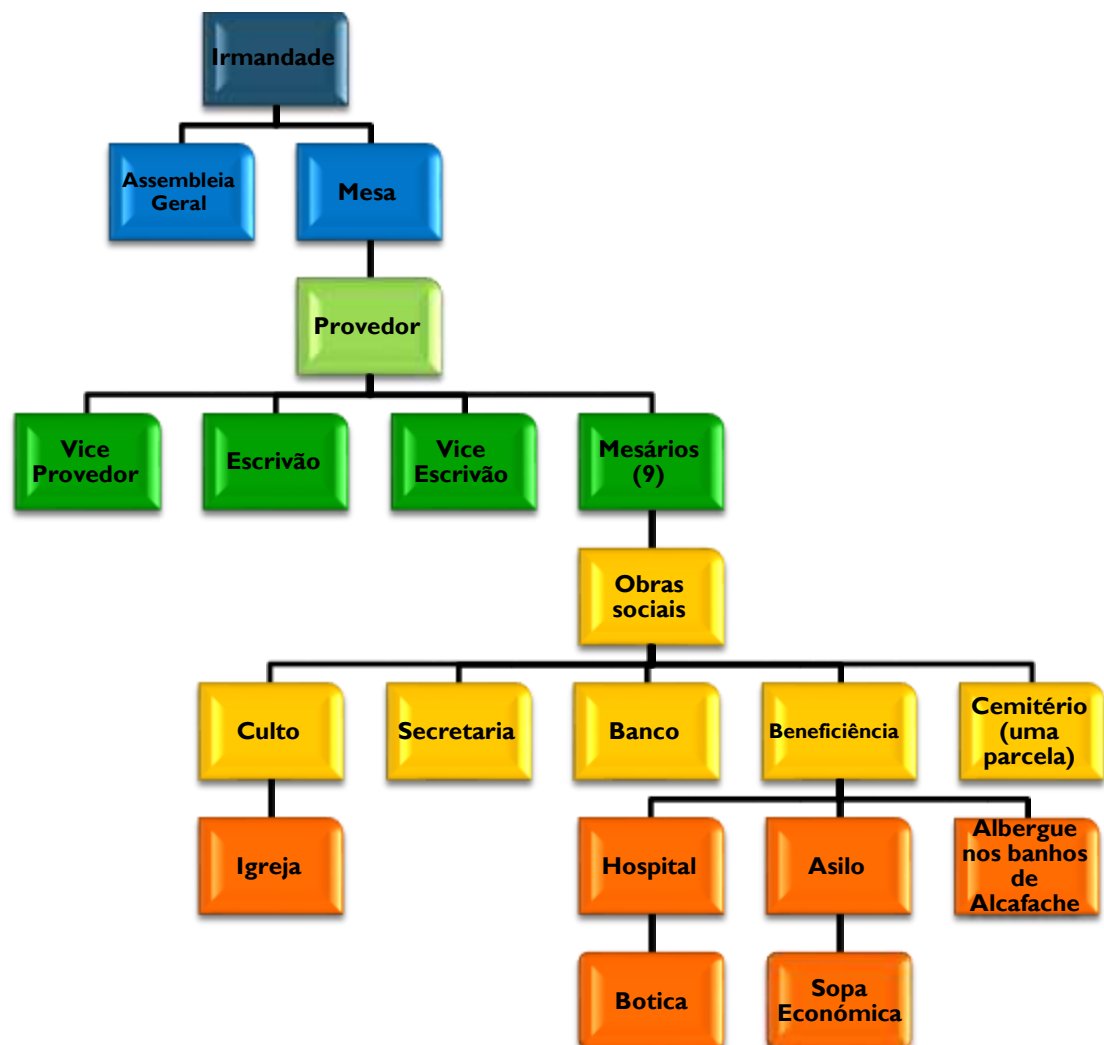 Irmandade
Assembleia
Geral
Mesa
Provedor
Vice
Provedor
Escrivão
Vice
Escrivão
Mesários
(9)
Obras
sociais
Culto
Secretaria
Banco
Beneficiência
Cemitério
(uma
parcela)
Igreja
Hospital
Asilo
Albergue
nos banhos
de
Alcafache
Botica
Sopa
Económica